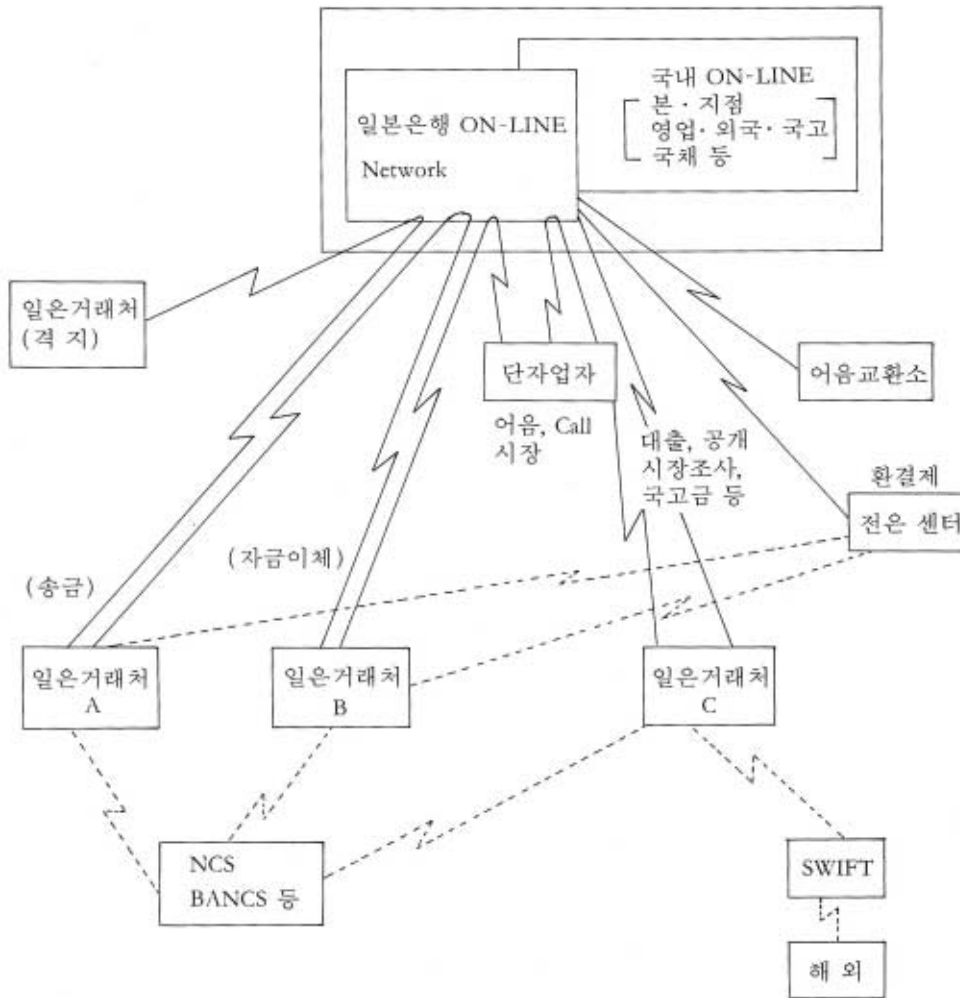 국내 ON-LINE
본·지점
영업·외국·국고
국채 등
일본은행 ON-LINE
Network
일은거래처
(격 지)
단자업자
어음교환소
어음, Call
시장
대출, 공개
시장조사,
국고금 등
환결제
전은 센터
(송금)
(자금이체)
일은거래처
A
일은거래처
B
일은거래처
C
NCS
BANCS 등
SWIFT
해 외